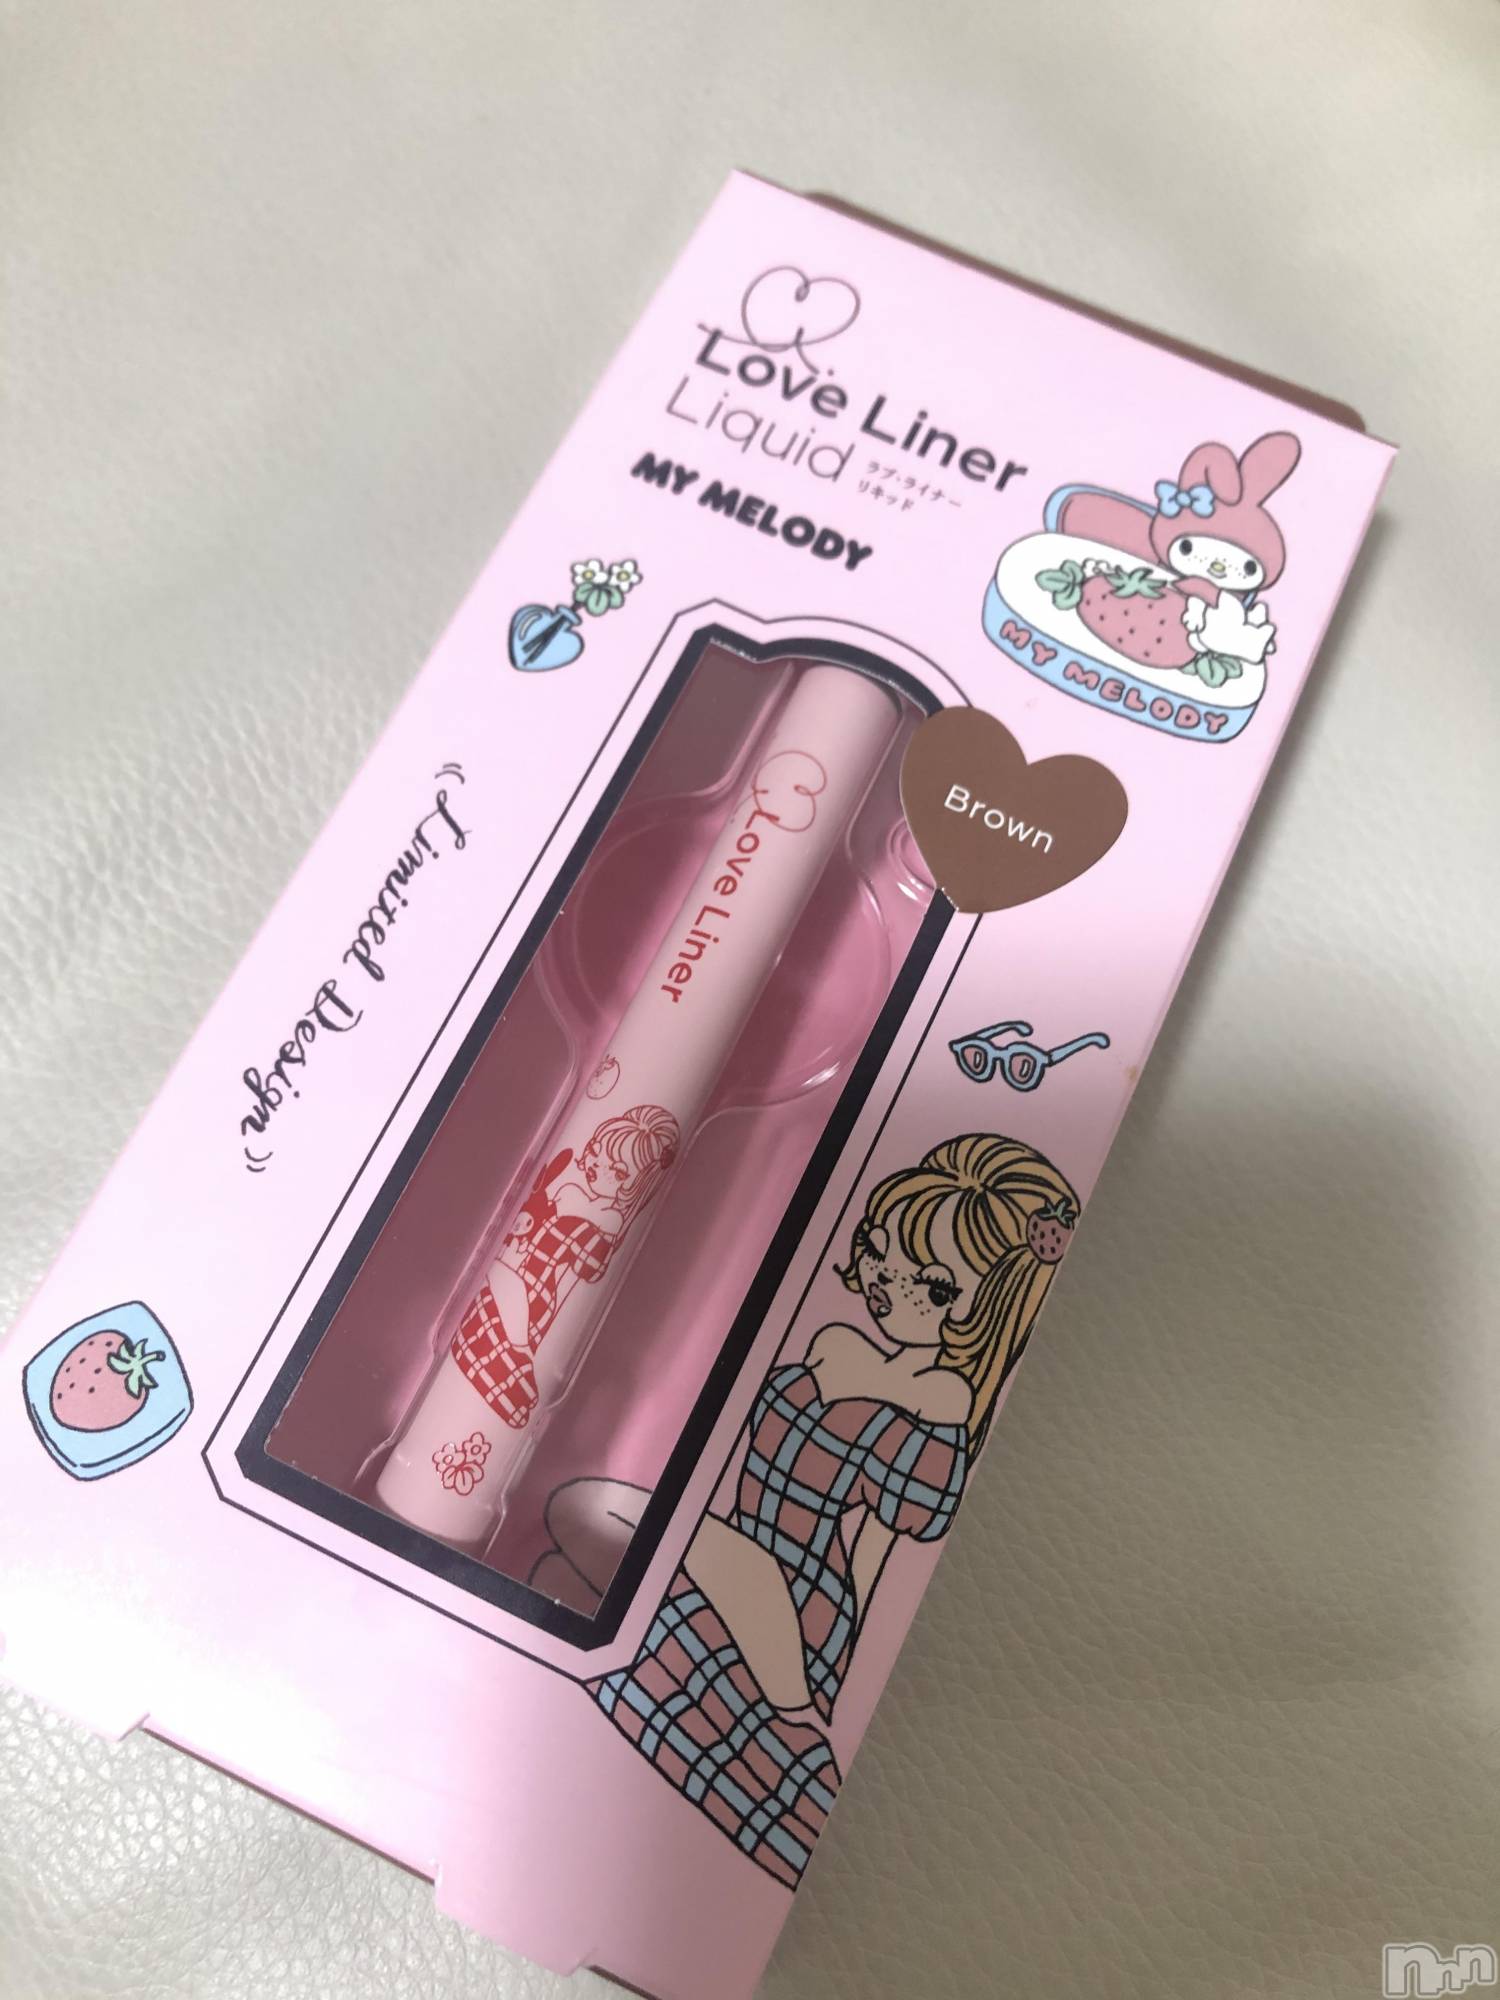 Love Liner
Liquid
ラブ・ライナー
リキッド
MY MELODY
MY MELODY
Brown
Love Liner
Limited Design
nnn